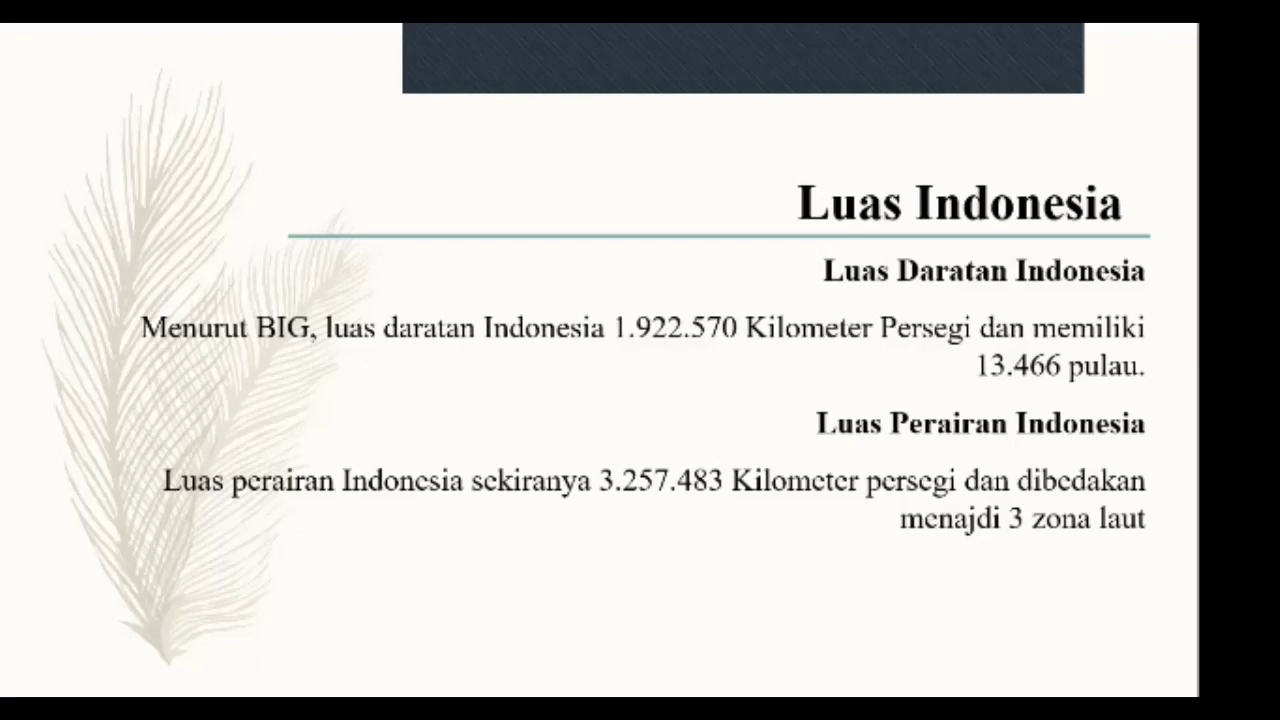 Luas Indonesia
Luas Daratan Indonesia
Menurut BIG, luas daratan Indonesia 1.922.570 Kilometer Persegi dan memiliki
13.466 pulau.
Luas Perairan Indonesia
Luas perairan Indonesia sekiranya 3.257.483 Kilometer persegi dan dibedakan
menajdi 3 zona laut